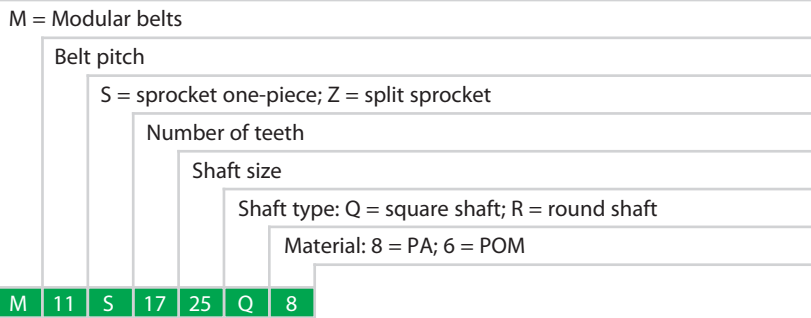 M = Modular belts
Belt pitch
S = sprocket one-piece; Z = split sprocket
Number of teeth
Shaft size
Shaft type: Q = square shaft; R = round shaft
Material: 8 = PA; 6 = POM
M 11 S 17 25 Q 8